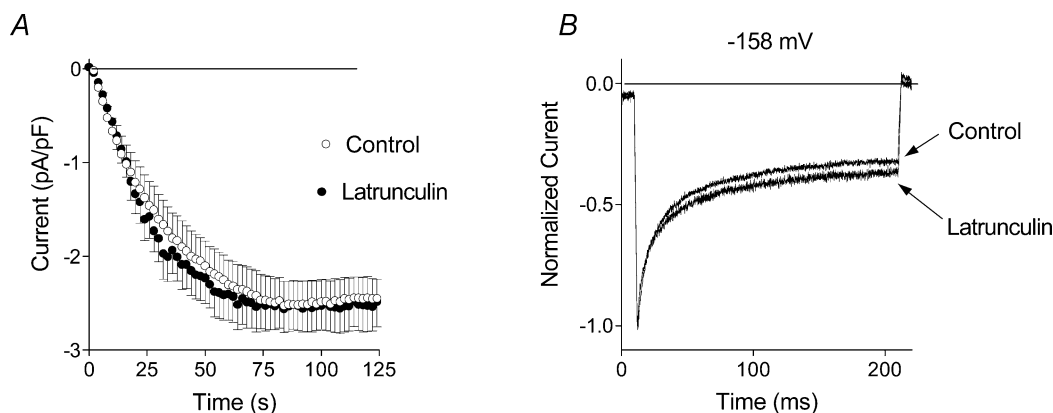 A
Current (pA/pF)
0
-1
-2
-3
0 25 50 75 100 125
Time (s)
Control
Latrunculin
B
-158 mV
Normalized Curent
0.0
-0.5
-1.0
0 100 200
Time (ms)
Control
Latrunculin